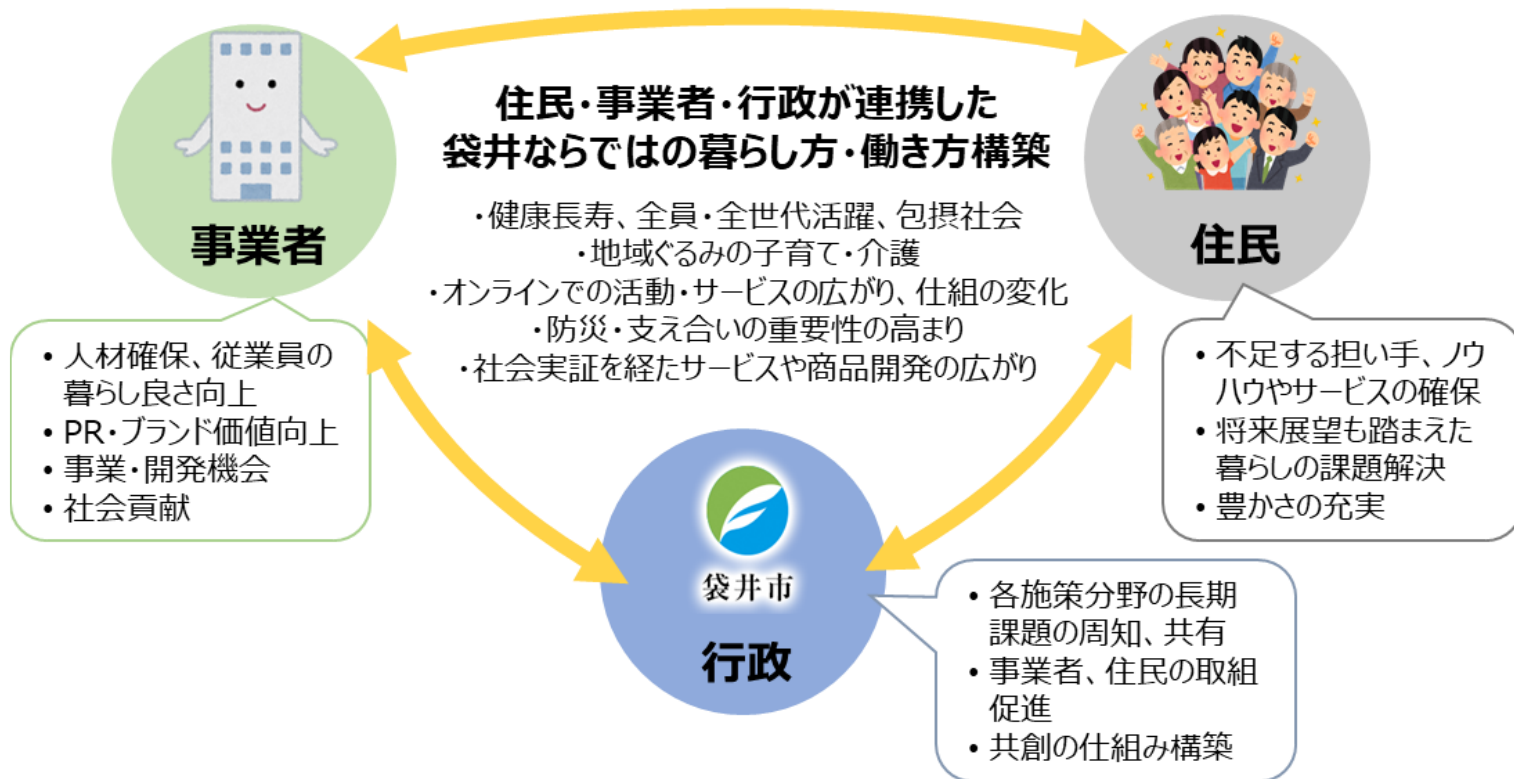 住民・事業者・行政が連携した
袋井ならではの暮らし方・働き方構築
・健康長寿、全員・全世代活躍、包摂社会
・地域ぐるみの子育て・介護
・オンラインでの活動・サービスの広がり、仕組の変化
・防災・支え合いの重要性の高まり
・社会実証を経たサービスや商品開発の広がり
事業者
• 人材確保、従業員の
暮らし良さ向上
• PR・ブランド価値向上
• 事業・開発機会
• 社会貢献
住民
• 不足する担い手、ノウ
ハウやサービスの確保
• 将来展望も踏まえた
暮らしの課題解決
• 豊かさの充実
袋井市
行政
• 各施策分野の長期
課題の周知、共有
• 事業者、住民の取組
促進
• 共創の仕組み構築